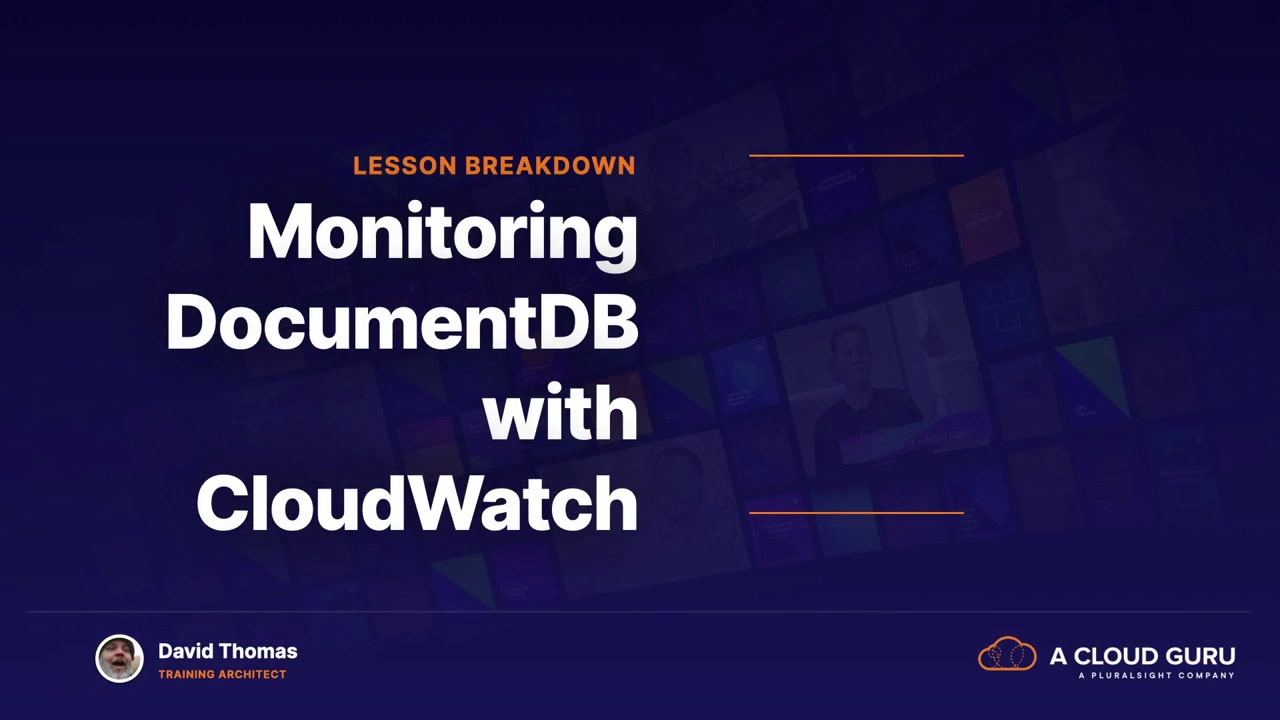 LESSON BREAKDOWN
Monitoring
DocumentDB
with
CloudWatch
David Thomas
TRAINING ARCHITECT
A CLOUD GURU
A PLURALSIGHT COMPANY